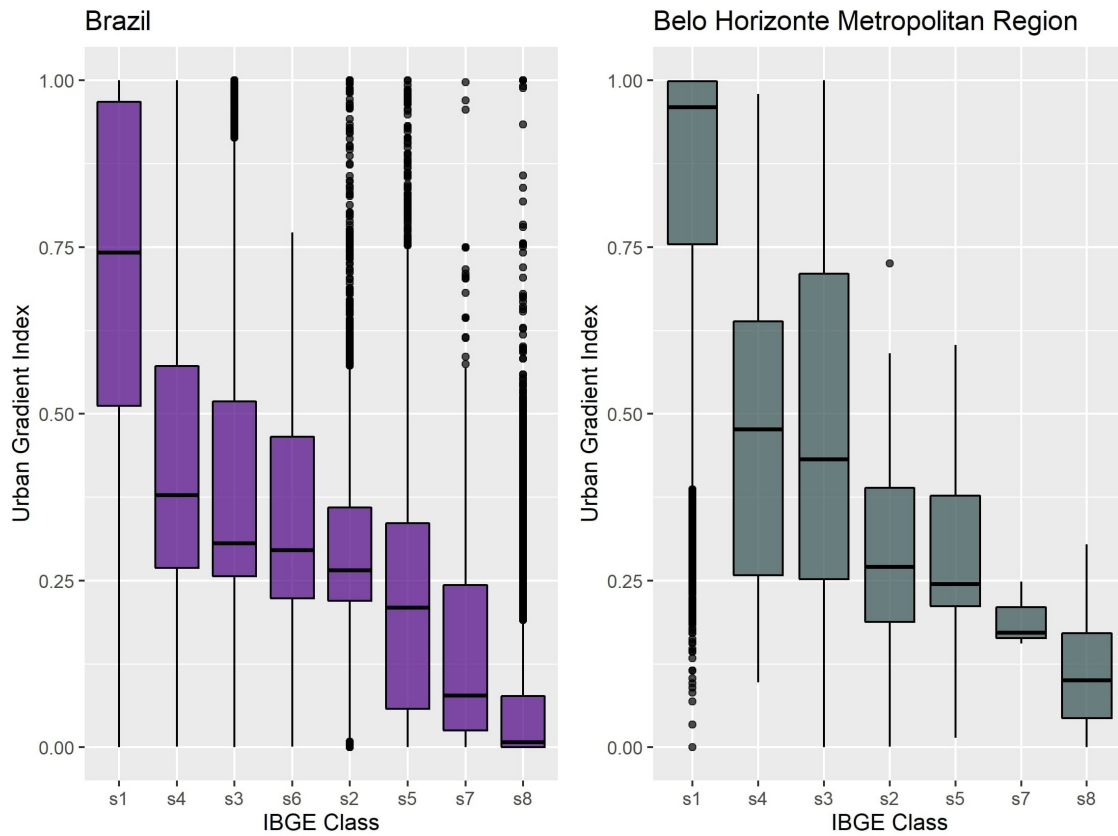 Brazil
Urban Gradient Index
1.00
0.75
0.50
0.25
0.00
s1 s4 s3 s6 s2 s5 s7 s8
IBGE Class
Belo Horizonte Metropolitan Region
Urban Gradient Index
1.00
0.75
0.50
0.25
0.00
s1 s4 s3 s2 s5 s7 s8
IBGE Class